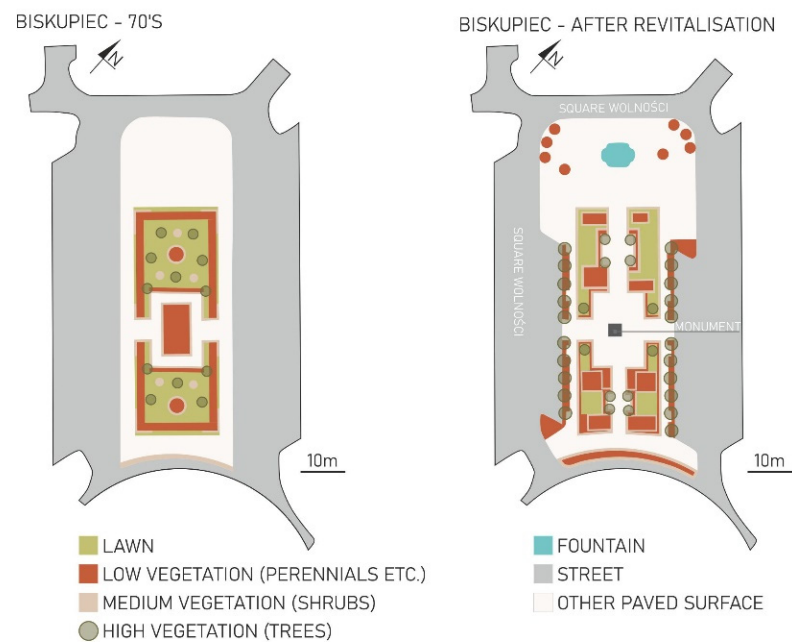 BISKUPIEC - 70'S
N
10m
BISKUPIEC - AFTER REVITALISATION
N
SQUARE WOLNOŚCI
SQUARE WOLNOŚCI
MONUMENT
10m
LAWN
LOW VEGETATION (PERENNIALS ETC.)
MEDIUM VEGETATION (SHRUBS)
HIGH VEGETATION (TREES)
FOUNTAIN
STREET
OTHER PAVED SURFACE